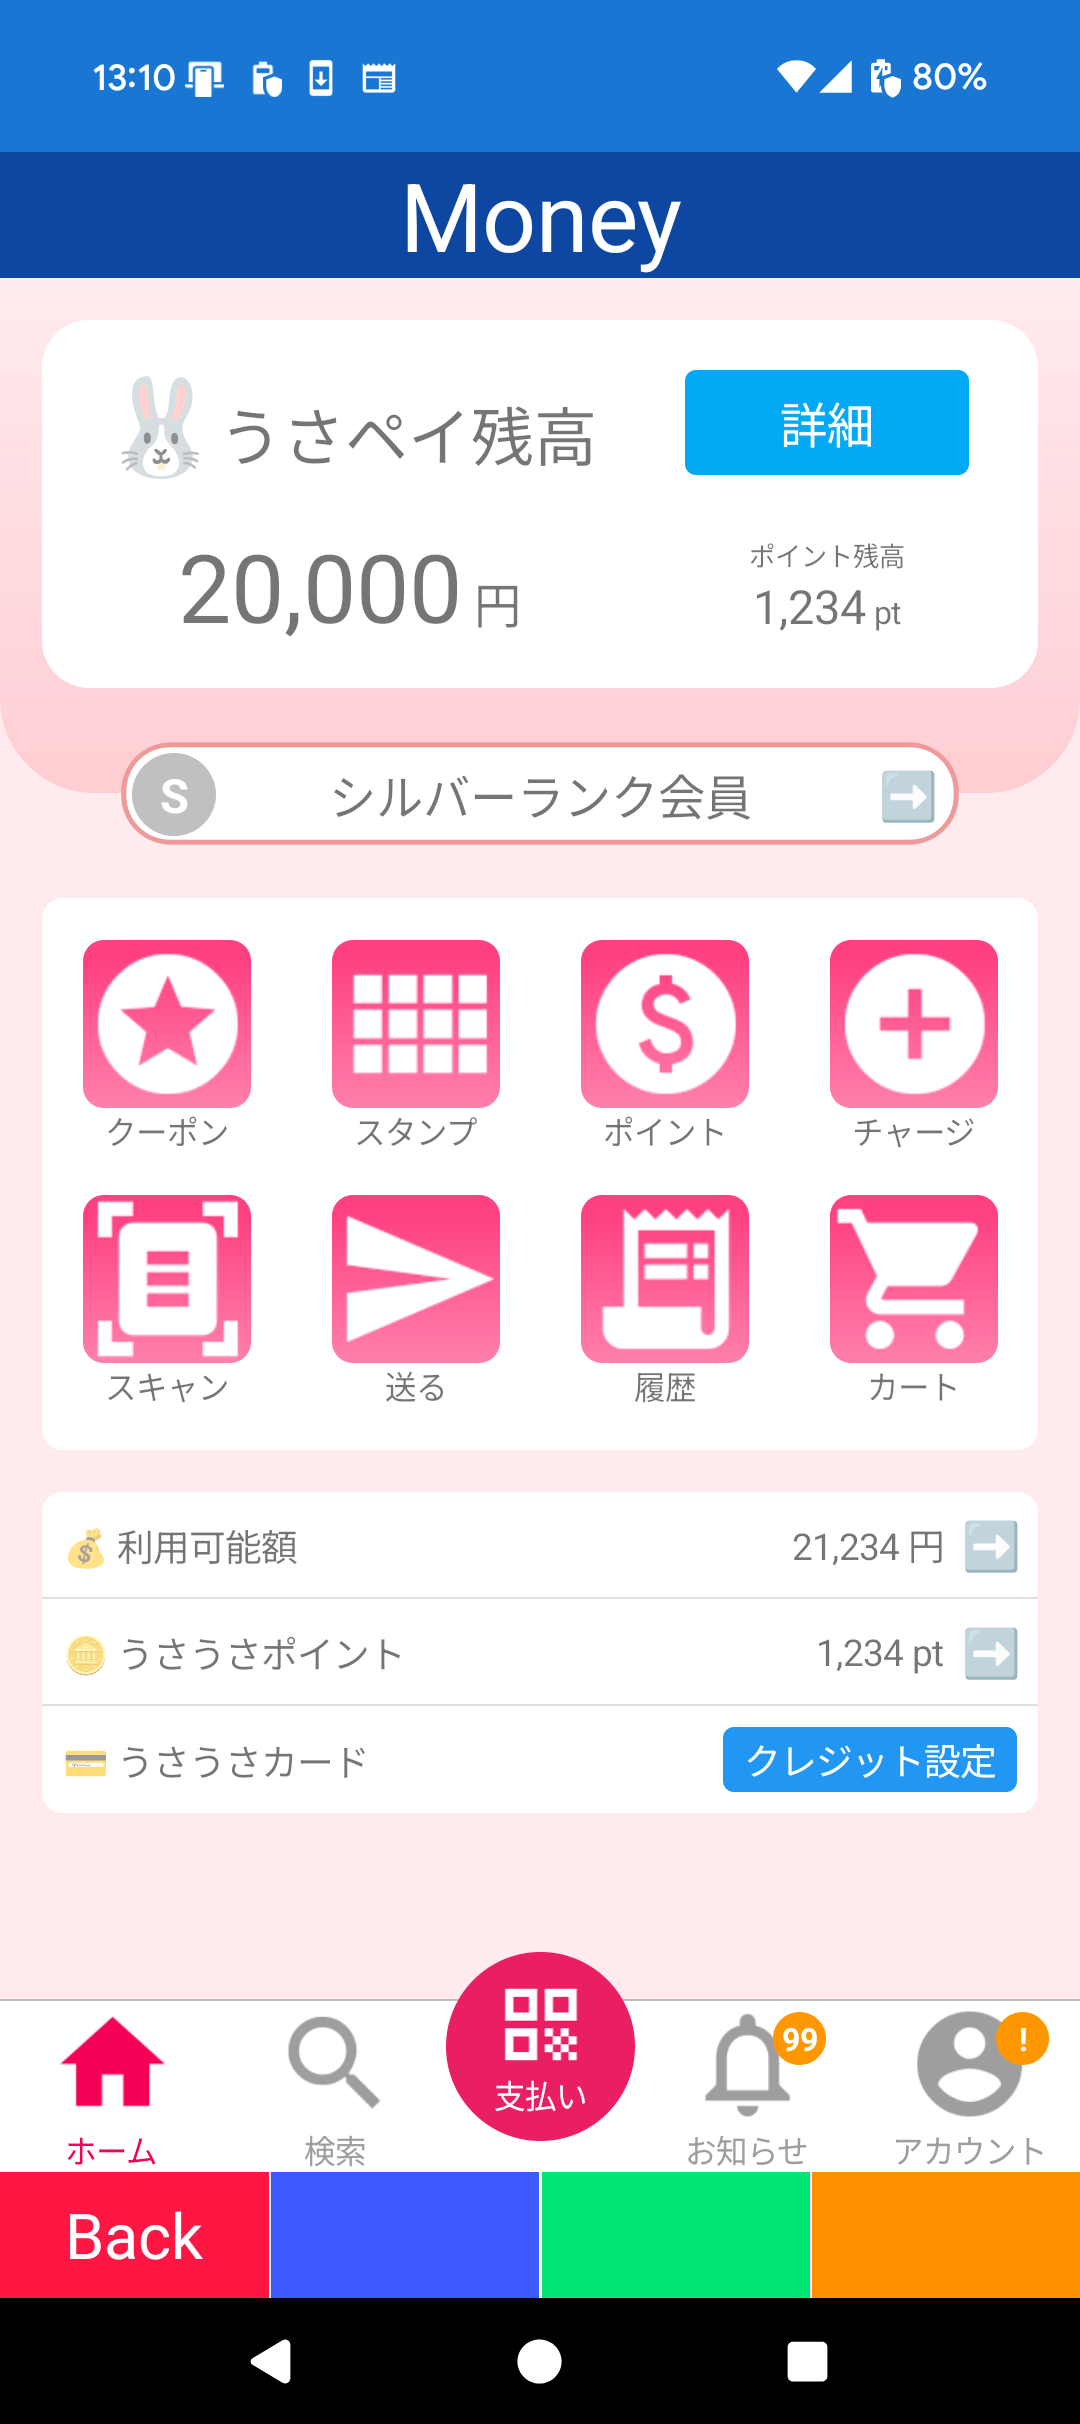 13:10
80%
Money
うさペイ残高
詳細
20,000 円
ポイント残高
1,234 pt
S
シルバーランク会員
クーポン
スタンプ
ポイント
チャージ
スキャン
送る
履歴
カート
利用可能額
21,234 円
うさうさポイント
1,234 pt
うさうさカード
クレジット設定
支払い
99
!
ホーム
検索
お知らせ
アカウント
Back